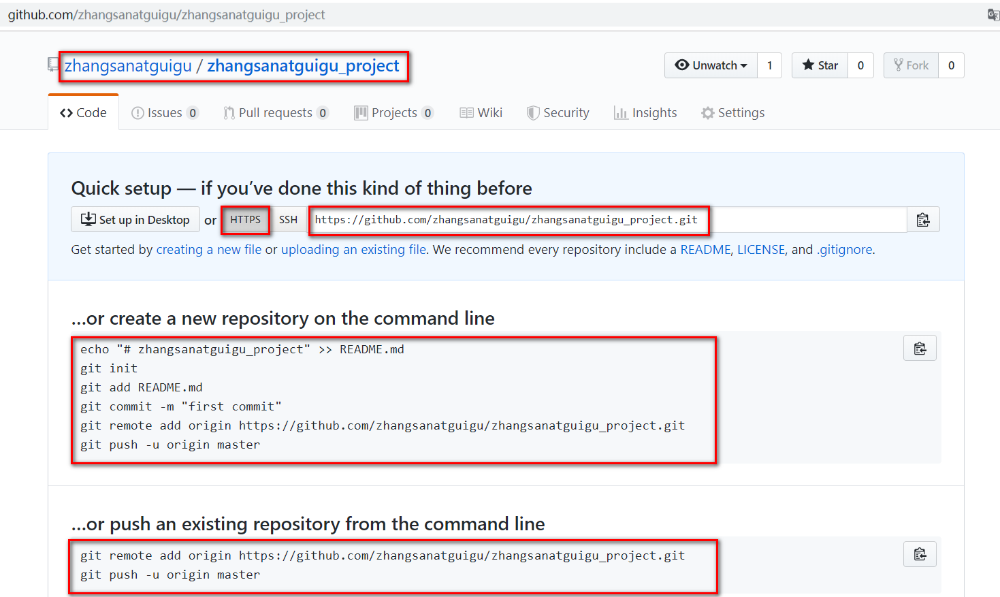 github.com/zhangsanatguigu/zhangsanatguigu_project
zhangsanatguigu / zhangsanatguigu_project
Unwatch 1 Star 0 Fork 0
Code Issues 0 Pull requests 0 Projects 0 Wiki Security Insights Settings
Quick setup — if you’ve done this kind of thing before
Set up in Desktop or HTTPS SSH https://github.com/zhangsanatguigu/zhangsanatguigu_project.git
Get started by creating a new file or uploading an existing file. We recommend every repository include a README, LICENSE, and .gitignore.
…or create a new repository on the command line
echo "# zhangsanatguigu_project" >> README.md
git init
git add README.md
git commit -m "first commit"
git remote add origin https://github.com/zhangsanatguigu/zhangsanatguigu_project.git
git push -u origin master
…or push an existing repository from the command line
git remote add origin https://github.com/zhangsanatguigu/zhangsanatguigu_project.git
git push -u origin master